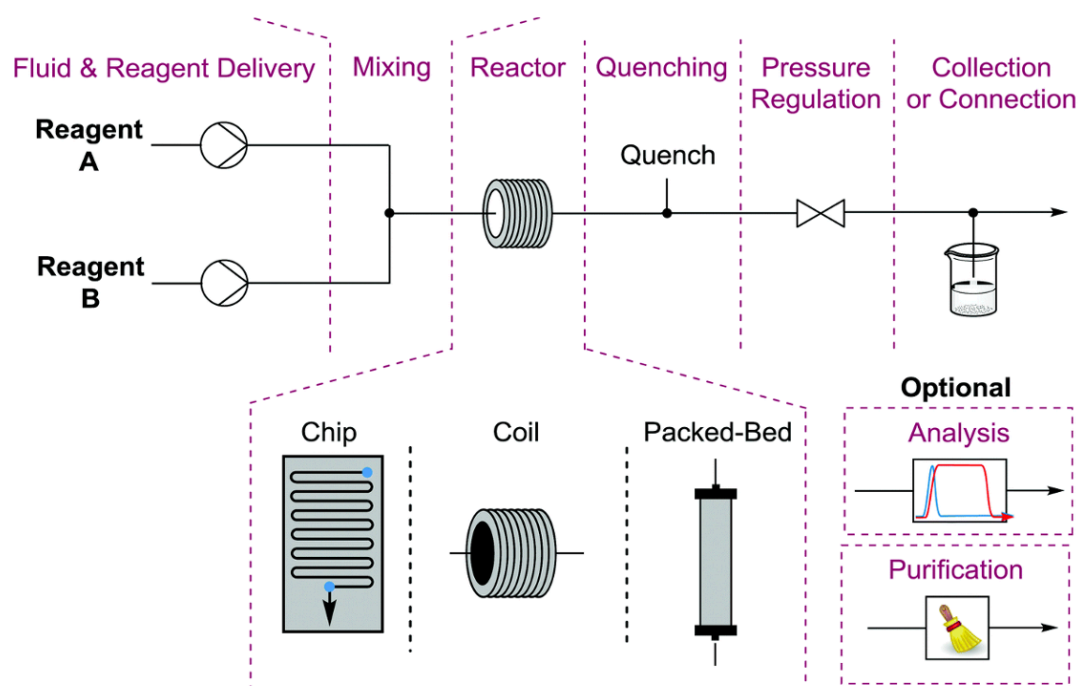 Fluid & Reagent Delivery
Mixing
Reactor
Quenching
Pressure
Regulation
Collection
or Connection
Reagent
A
Quench
Reagent
B
Optional
Chip
Coil
Packed-Bed
Analysis
Purification